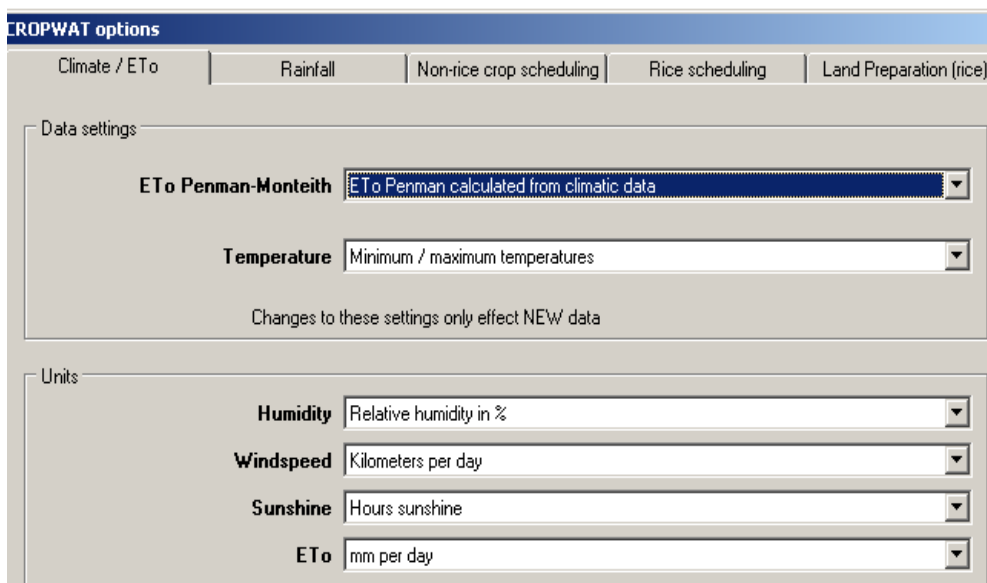 CROPWAT options
Climate / ETo Rainfall Non-rice crop scheduling Rice scheduling Land Preparation (rice)
Data settings
ETo Penman-Monteith ETo Penman calculated from climatic data
Temperature Minimum / maximum temperatures
Changes to these settings only effect NEW data
Units
Humidity Relative humidity in %
Windspeed Kilometers per day
Sunshine Hours sunshine
ETo mm per day